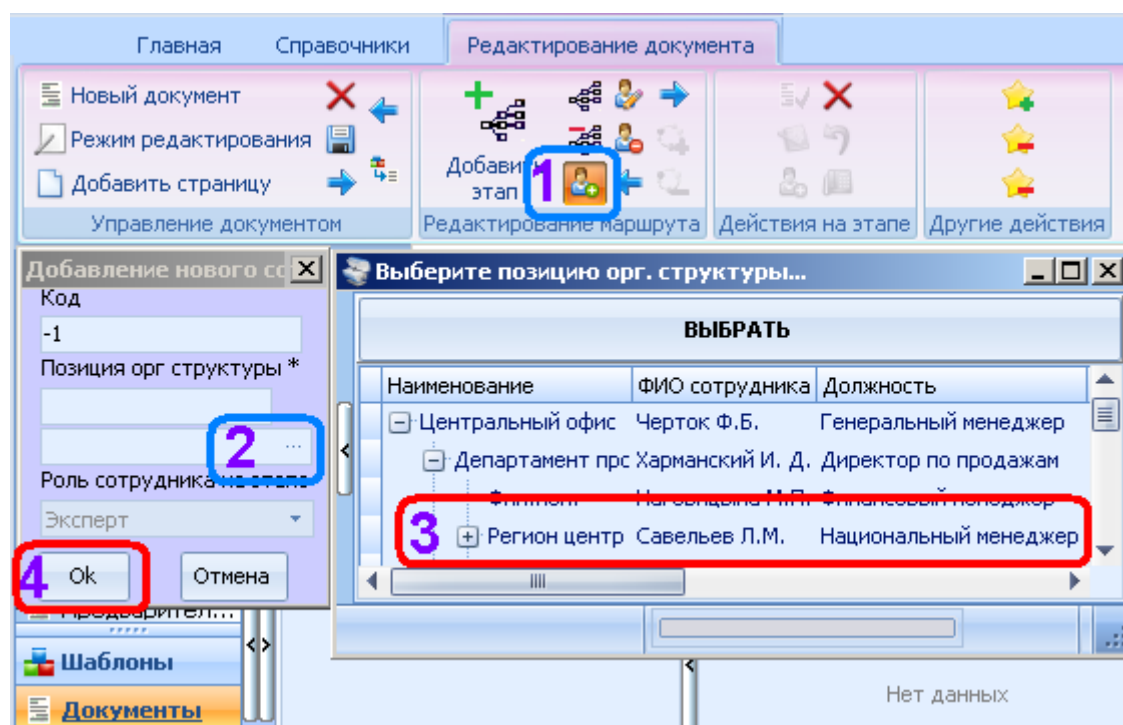 Главная Справочники Редактирование документа
Новый документ
Режим редактирования
Добавить страницу
Управление документом
Добавить
этап
1
Редактирование маршрута
Действия на этапе
Другие действия
Добавление нового
Код
-1
Позиция орг структуры *
...
2
Роль сотрудника на этапе
Эксперт
4
Ok
Отмена
Выберите позицию орг. структуры...
ВЫБРАТЬ
Наименование ФИО сотрудника Должность
Центральный офис Черток Ф.Б. Генеральный менеджер
Департамент прс Харманский И. Д. Директор по продажам
Финансовый менеджер
3
Регион центр Савельев Л.М. Национальный менеджер
Шаблоны
Документы
Нет данных